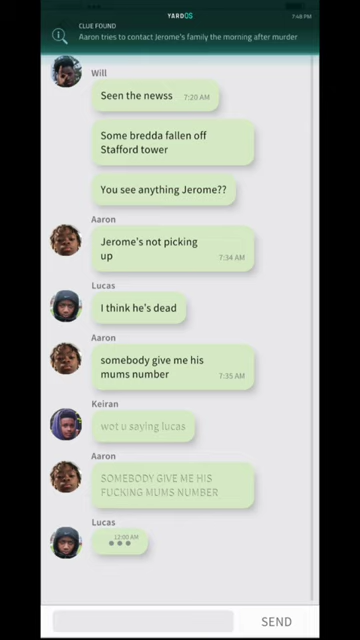 YARDOS
7:48 PM
CLUE FOUND
Aaron tries to contact Jerome's family the morning after murder
Will
Seen the newss 7:20 AM
Some bredda fallen off
Stafford tower
You see anything Jerome??
Aaron
Jerome's not picking
up 7:34 AM
Lucas
I think he's dead
Aaron
somebody give me his
mums number 7:35 AM
Keiran
wot u saying lucas
Aaron
SOMEBODY GIVE ME HIS
FUCKING MUMS NUMBER
Lucas
12:00 AM
SEND